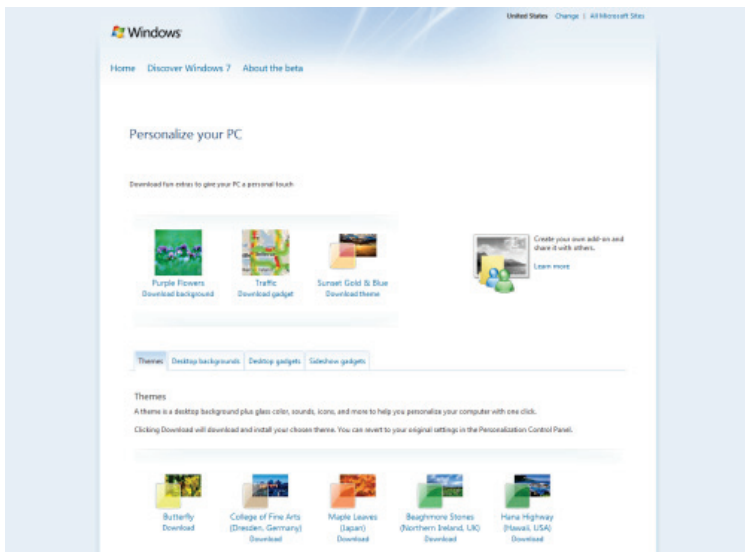 United States Change | All Microsoft Sites
Windows
Home Discover Windows 7 About the beta
Personalize your PC
Download fun extras to give your PC a personal touch
Purple Flowers
Download background
Traffic
Download gadget
Sunset Gold & Blue
Download theme
Create your own add-on and
share it with others.
Learn more
Themes Desktop backgrounds Desktop gadgets Sideshow gadgets
Themes
A theme is a desktop background plus glass color, sounds, icons, and more to help you personalize your computer with one click.
Clicking Download will download and install your chosen theme. You can revert to your original settings in the Personalization Control Panel.
Butterfly
Download
College of Fine Arts
(Dresden, Germany)
Download
Maple Leaves
(Japan)
Download
Beaghmore Stones
(Northern Ireland, UK)
Download
Hana Highway
(Hawaii, USA)
Download